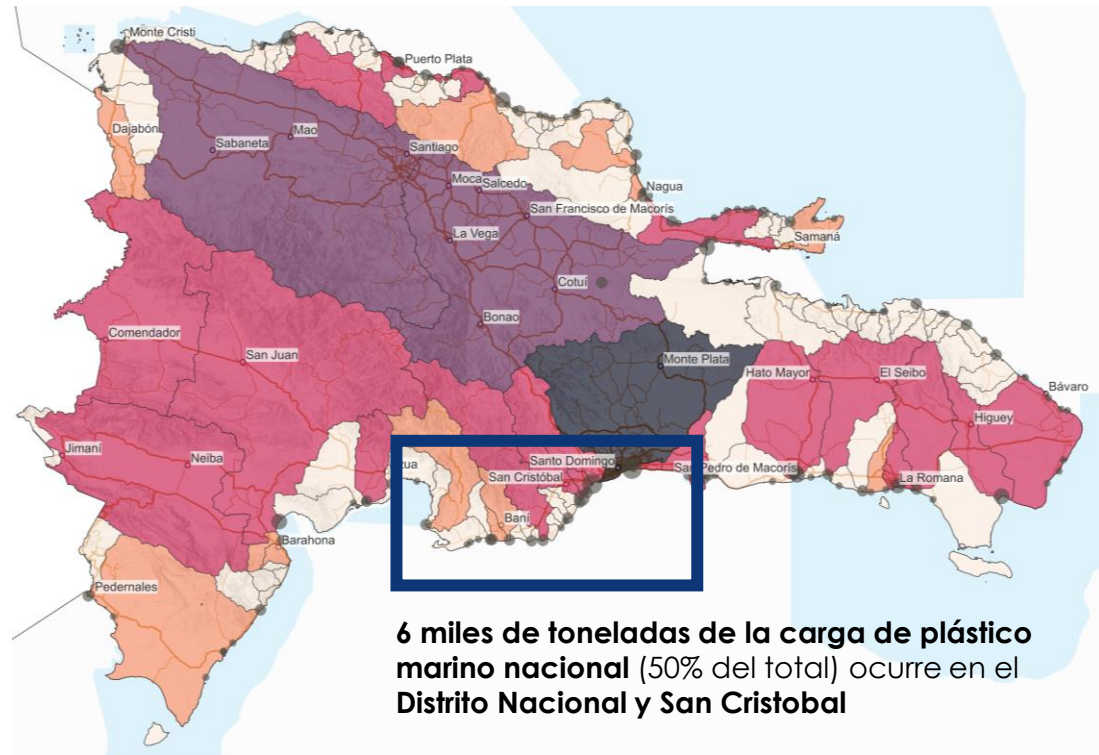 Monte Cristi
Puerto Plata
Dajabón
Mao
Sabaneta
Santiago
Moca
Salcedo
Nagua
San Francisco de Macorís
Samaná
La Vega
Cotuí
Bonao
Comendador
San Juan
Monte Plata
Hato Mayor
El Seibo
Bávaro
Higuey
Jimaní
Neiba
zua
Santo Domingo
San Pedro de Macorís
San Cristóbal
La Romana
Baní
Barahona
Pedernales
6 miles de toneladas de la carga de plástico
marino nacional (50% del total) ocurre en el
Distrito Nacional y San Cristobal